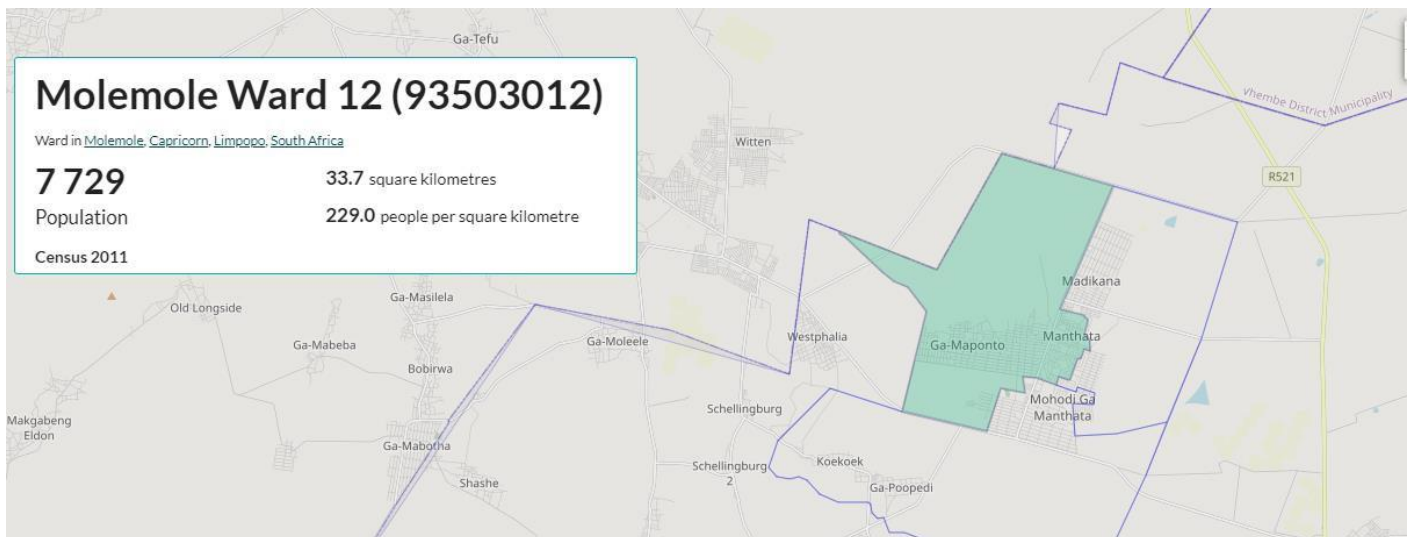 Ga-Tefu
Molemole Ward 12 (93503012)
Ward in Molemole, Capricorn, Limpopo, South Africa
7 729
33.7 square kilometres
Population
229.0 people per square kilometre
Census 2011
Vhembe District Municipality
Witten
R521
Madikana
Ga-Masilela
Old Longside
Ga-Mabeba
Ga-Moleele
Westphalia
Ga-Maponto
Manthata
Bobirwa
Mohodi Ga
Manthata
Schellingburg
Makgabeng
Eldon
Ga-Mabotha
Koekoek
Schellingburg
2
Shashe
Ga-Poopedi